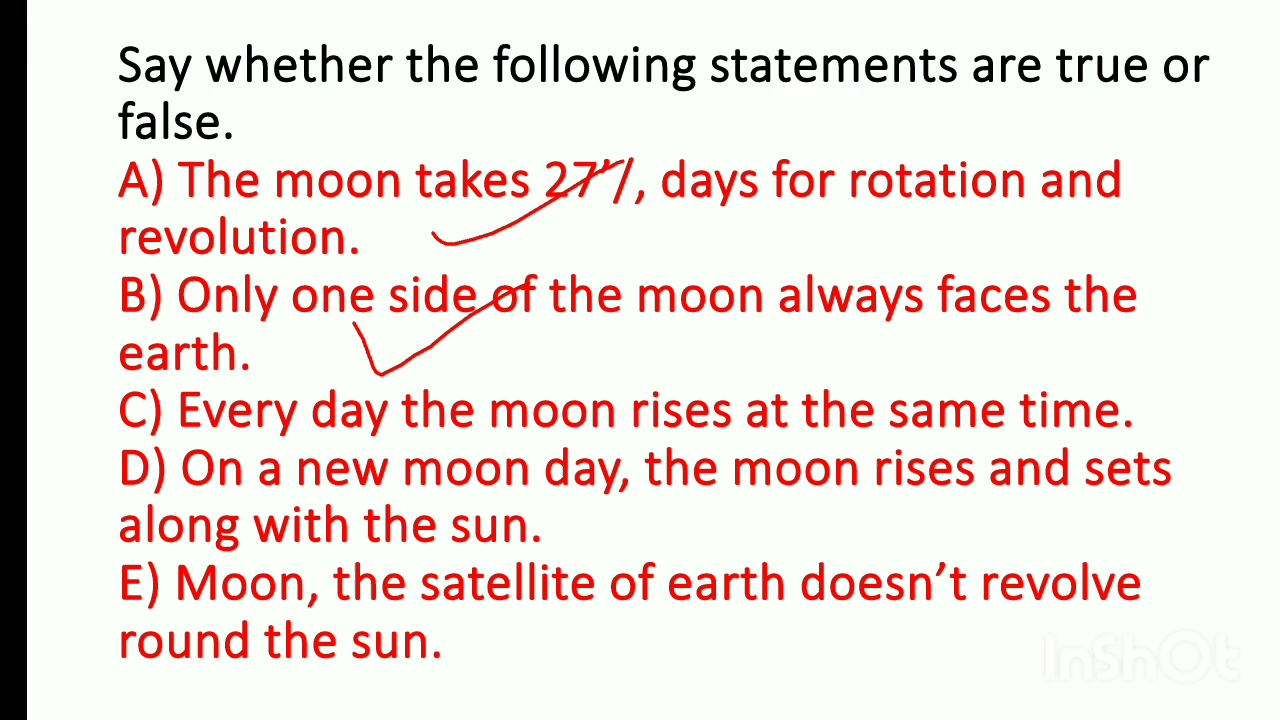 Say whether the following statements are true or
false.
A) The moon takes 27'/, days for rotation and
revolution.
B) Only one side of the moon always faces the
earth.
C) Every day the moon rises at the same time.
D) On a new moon day, the moon rises and sets
along with the sun.
E) Moon, the satellite of earth doesn’t revolve
round the sun.
InShOt